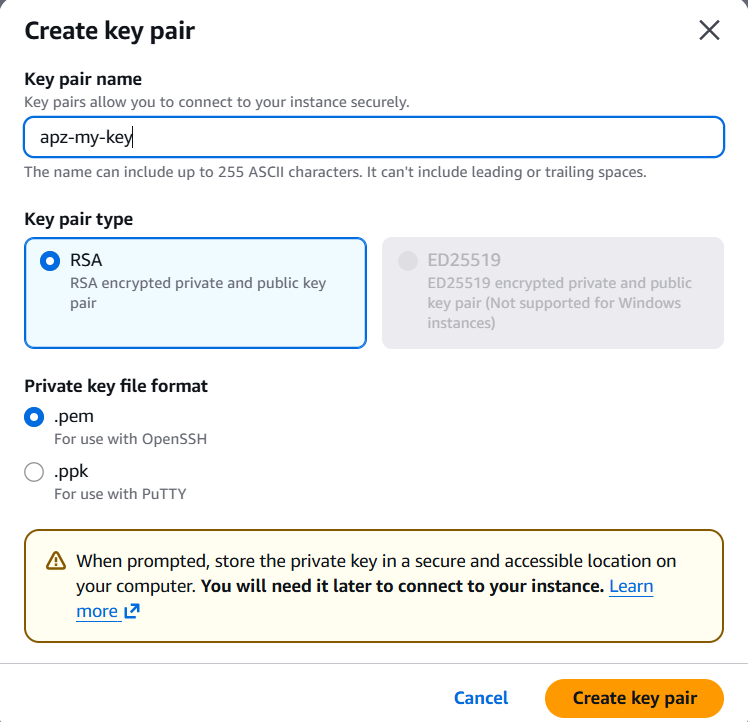 Create key pair
Key pair name
Key pairs allow you to connect to your instance securely.
apz-my-key
The name can include up to 255 ASCII characters. It can't include leading or trailing spaces.
Key pair type
RSA
RSA encrypted private and public key
pair
ED25519
ED25519 encrypted private and public
key pair (Not supported for Windows
instances)
Private key file format
.pem
For use with OpenSSH
.ppk
For use with PuTTY
When prompted, store the private key in a secure and accessible location on
your computer. You will need it later to connect to your instance. Learn
more
Cancel
Create key pair